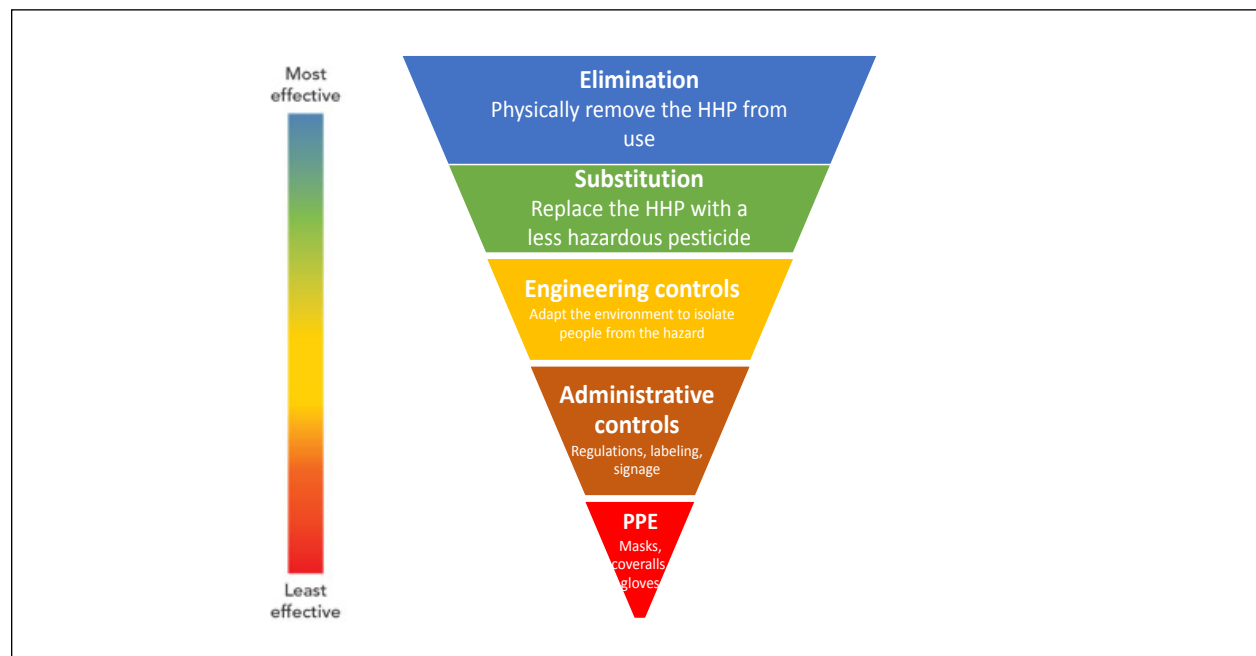 Most
effective
Elimination
Physically remove the HHP from
use
Substitution
Replace the HHP with a
less hazardous pesticide
Engineering controls
Adapt the environment to isolate
people from the hazard
Administrative
controls
Regulations, labeling,
signage
PPE
Masks,
coveralls
gloves
Least
effective